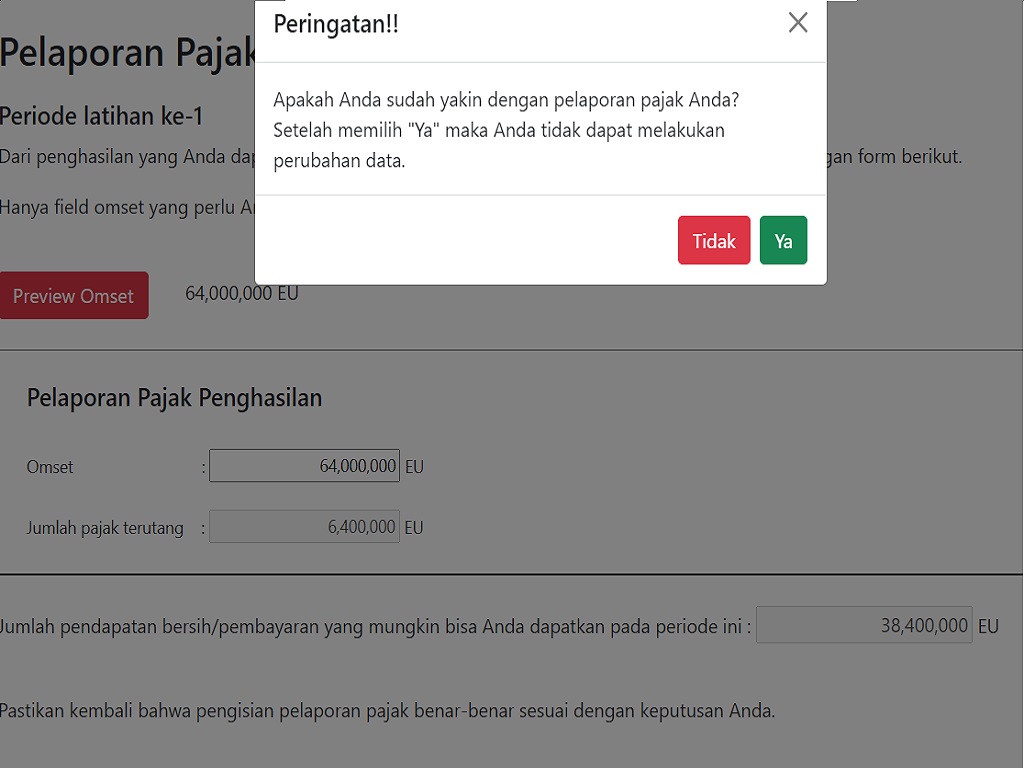 Peringatan!!
Apakah Anda sudah yakin dengan pelaporan pajak Anda?
Setelah memilih "Ya" maka Anda tidak dapat melakukan
perubahan data.
Tidak Ya
Pelaporan Pajak
Periode latihan ke-1
Dari penghasilan yang Anda form berikut.
Hanya field omset yang perlu
Preview Omset 64,000,000 EU
Pelaporan Pajak Penghasilan
Omset : 64,000,000 EU
Jumlah pajak terutang : 6,400,000 EU
Jumlah pendapatan bersih/pembayaran yang mungkin bisa Anda dapatkan pada periode ini : 38,400,000 EU
Pastikan kembali bahwa pengisian pelaporan pajak benar-benar sesuai dengan keputusan Anda.